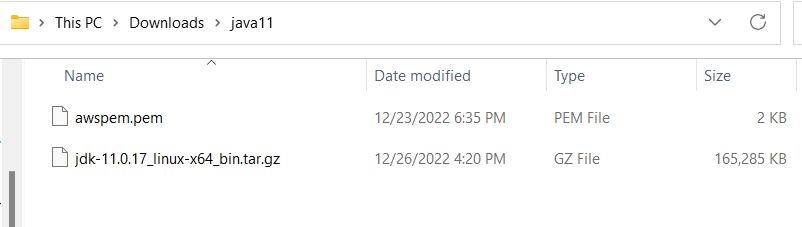 This PC > Downloads > java11
Name Date modified Type Size
awspem.pem 12/23/2022 6:35 PM PEM File 2 KB
jdk-11.0.17_linux-x64_bin.tar.gz 12/26/2022 4:20 PM GZ File 165,285 KB